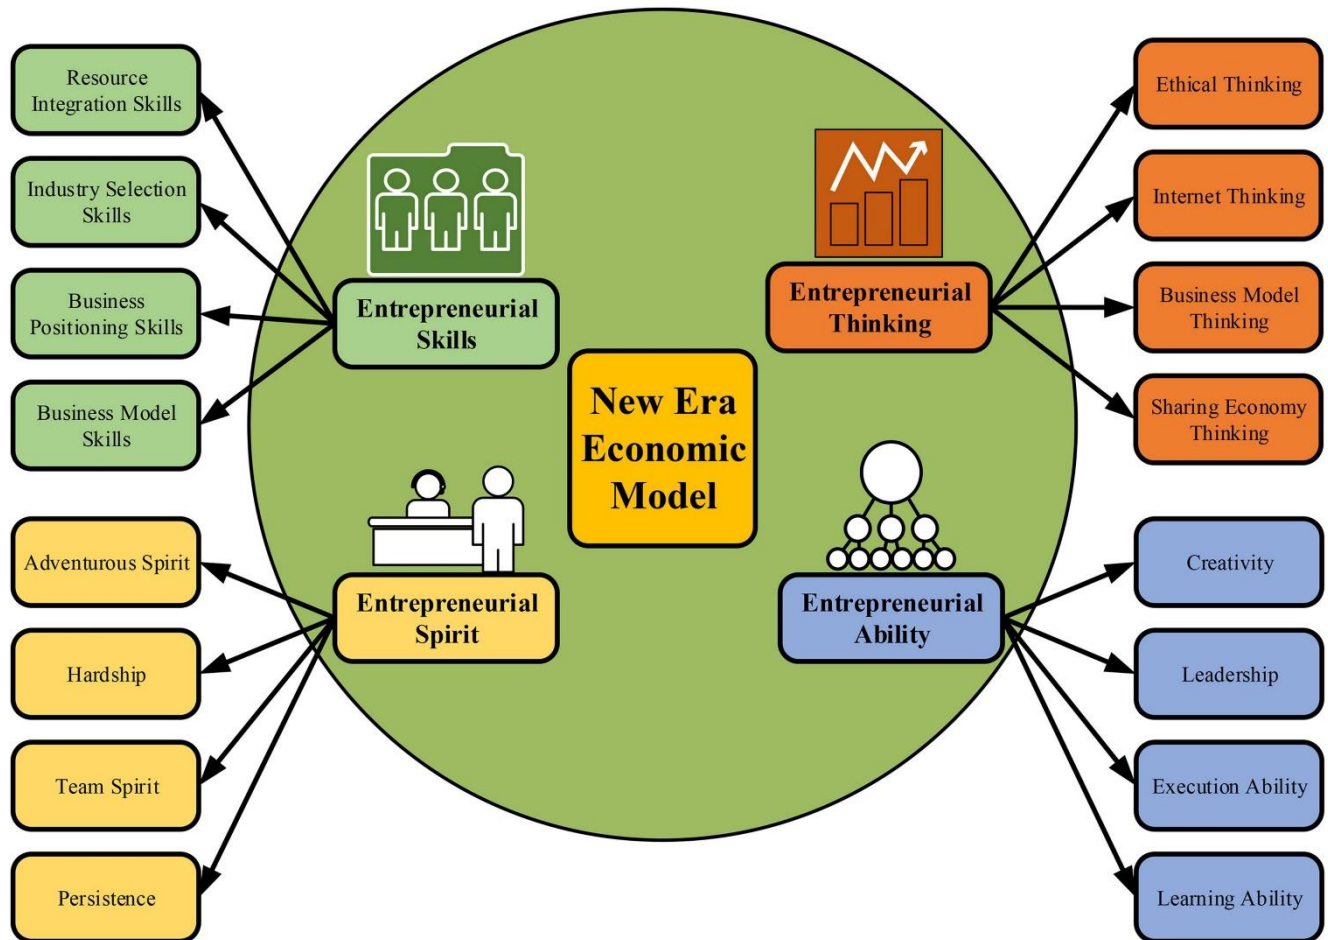 Resource
Integration Skills
Industry Selection
Skills
Business
Positioning Skills
Business Model
Skills
Entrepreneurial
Skills
Entrepreneurial
Thinking
Ethical Thinking
Internet Thinking
Business Model
Thinking
Sharing Economy
Thinking
New Era
Economic
Model
Adventurous Spirit
Hardship
Team Spirit
Persistence
Entrepreneurial
Spirit
Entrepreneurial
Ability
Creativity
Leadership
Execution Ability
Learning Ability